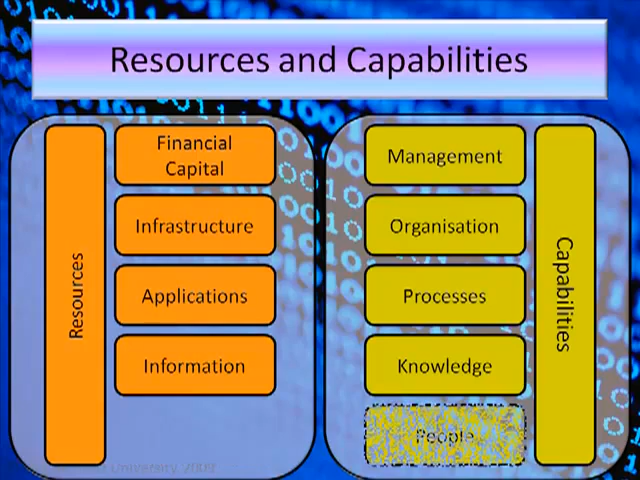 Resources and Capabilities
Resources
Financial
Capital
Infrastructure
Applications
Information
Management
Organisation
Processes
Knowledge
People
Capabilities
University, 2009